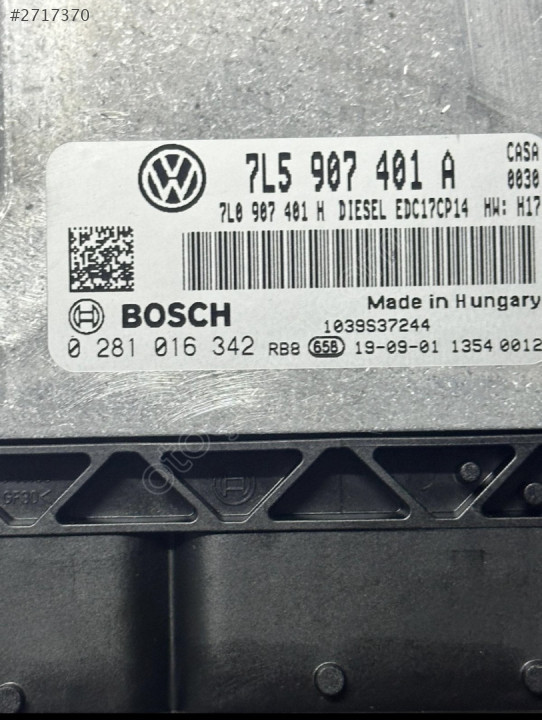 #2717370
7L5 907 401 A
CASA
0030
7L0 907 401 H DIESEL EDC17CP14 HW: H17
Made in Hungary
BOSCH
1039S37244
0 281 016 342 RB8 65B 19-09-01 1354 0012